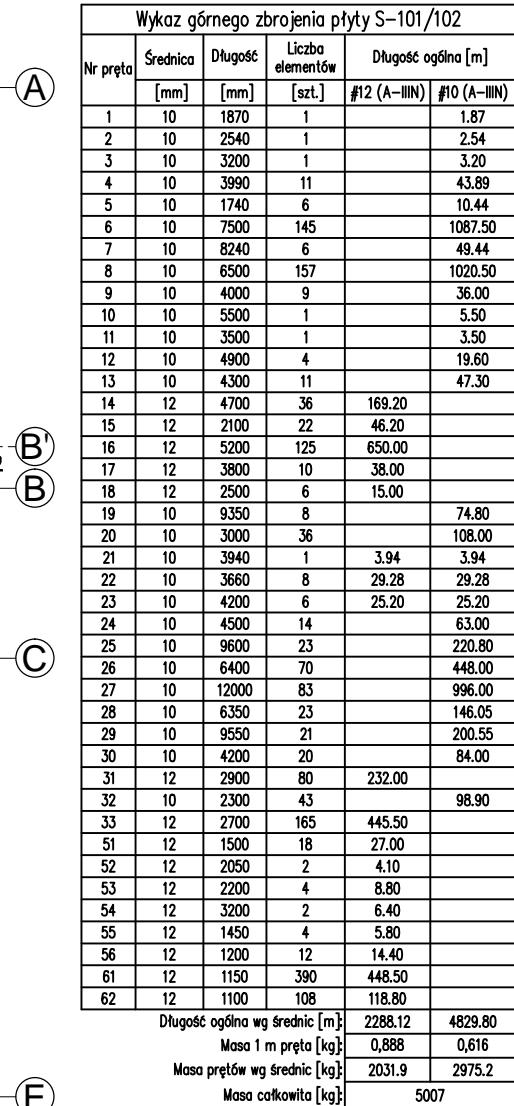 Wykaz górnego zbrojenia płyty S-101/102
Nr pręta Średnica Długość Liczba elementów Długość ogólna [m]
[mm] [mm] [szt.] #12 (A-IIIN) #10 (A-IIIN)
A
1 10 1870 1 1.87
2 10 2540 1 2.54
3 10 3200 1 3.20
4 10 3990 11 43.89
5 10 1740 6 10.44
6 10 7500 145 1087.50
7 10 8240 6 49.44
8 10 6500 157 1020.50
9 10 4000 9 36.00
10 10 5500 1 5.50
11 10 3500 1 3.50
12 10 4900 4 19.60
13 10 4300 11 47.30
14 12 4700 36 169.20
15 12 2100 22 46.20
B'
16 12 5200 125 650.00
17 12 3800 10 38.00
B
18 12 2500 6 15.00
19 10 9350 8 74.80
20 10 3000 36 108.00
21 10 3940 1 3.94 3.94
22 10 3660 8 29.28 29.28
23 10 4200 6 25.20 25.20
24 10 4500 14 63.00
C
25 10 9600 23 220.80
26 10 6400 70 448.00
27 10 12000 83 996.00
28 10 6350 23 146.05
29 10 9550 21 200.55
30 10 4200 20 84.00
31 12 2900 80 232.00
32 10 2300 43 98.90
33 12 2700 165 445.50
51 12 1500 18 27.00
52 12 2050 2 4.10
53 12 2200 4 8.80
54 12 3200 2 6.40
55 12 1450 4 5.80
56 12 1200 12 14.40
61 12 1150 390 448.50
62 12 1100 108 118.80
Długość ogólna wg średnic [m]: 2288.12 4829.80
Masa 1 m pręta [kg]: 0,888 0,616
Masa prętów wg średnic [kg]: 2031.9 2975.2
Masa całkowita [kg]: 5007